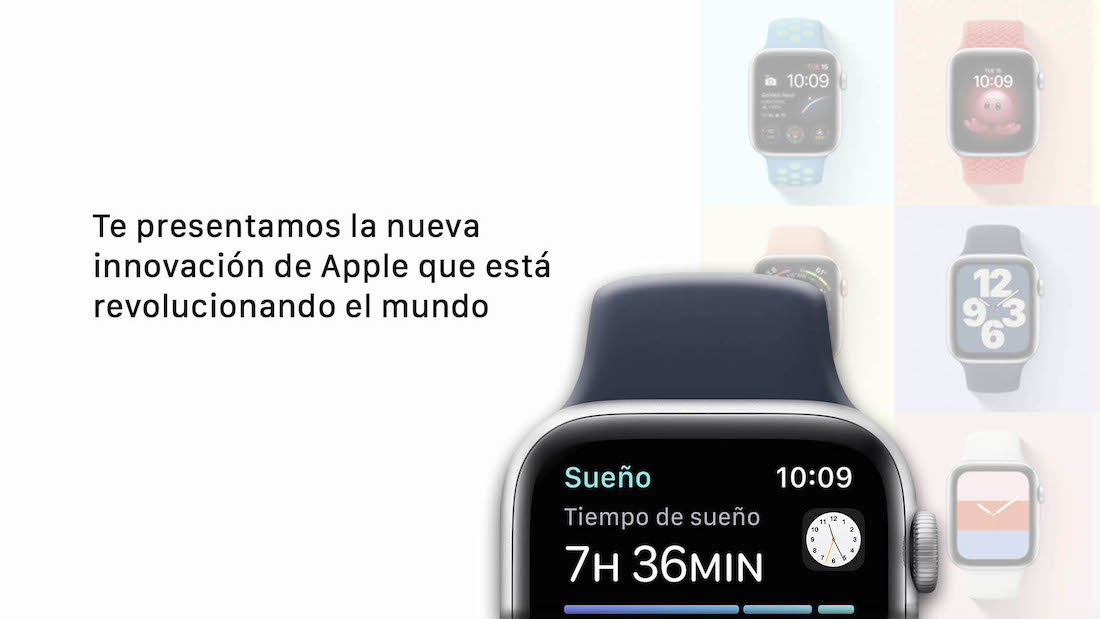 Te presentamos la nueva
innovación de Apple que está
revolucionando el mundo
10:09
10:09
12
9 3
6
Sueño 10:09
Tiempo de sueño
7H 36MIN